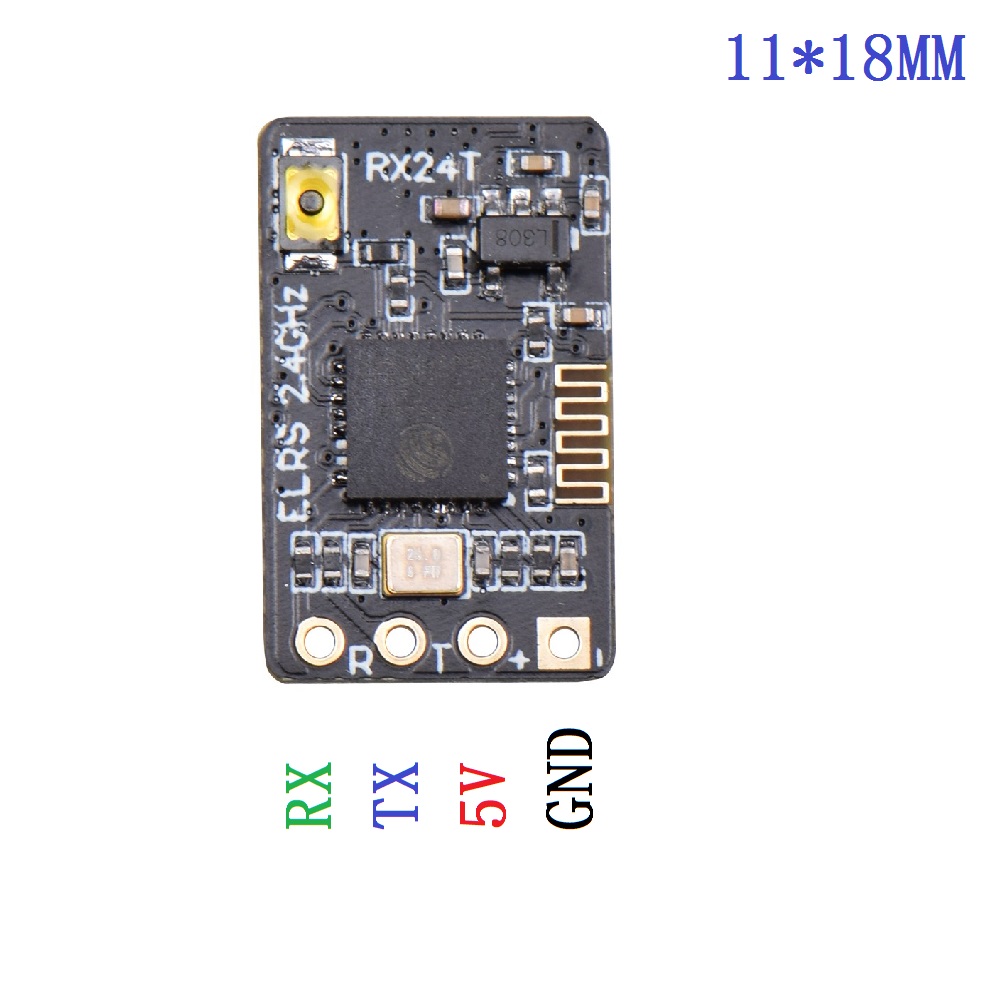 11*18MM
RX24T
L308
ELRS 2.4GHz
R T + -
RX TX 5V GND